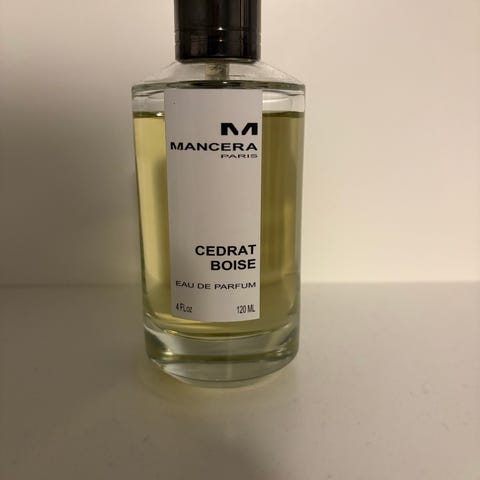 M
MANCERA
PARIS
CEDRAT
BOISE
EAU DE PARFUM
4 FL.oz 120 ML